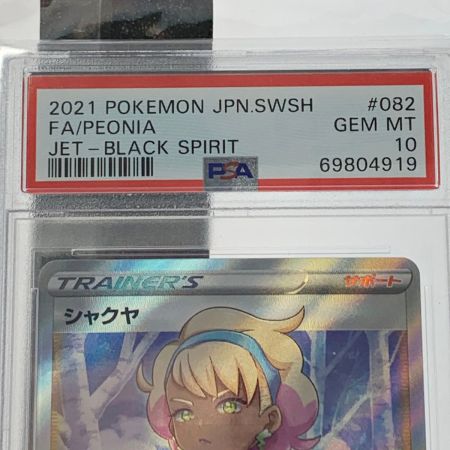 2021 POKEMON JPN.SWSH #082
FA/PEONIA GEM MT
JET-BLACK SPIRIT 10
69804919
PSA
TRAINER'S サポート
シャクヤ